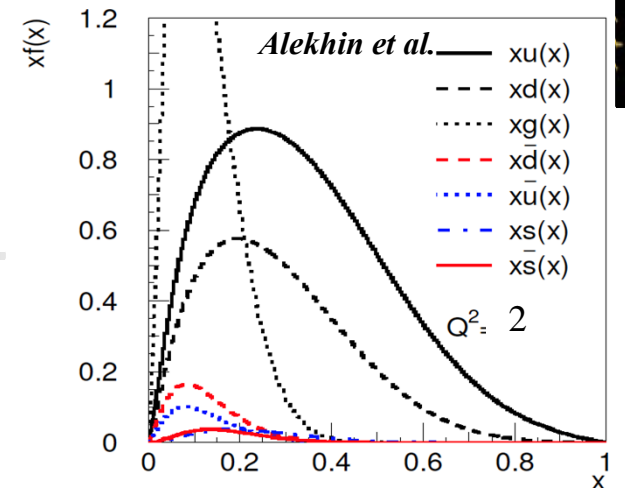 xf(x)
1.2
1
0.8
0.6
0.4
0.2
0
0
0.2
0.4
0.6
0.8
1
x
Alekhin et al.
xu(x)
xd(x)
xg(x)
xd̄(x)
xū(x)
xs(x)
xs̄(x)
Q²= 2